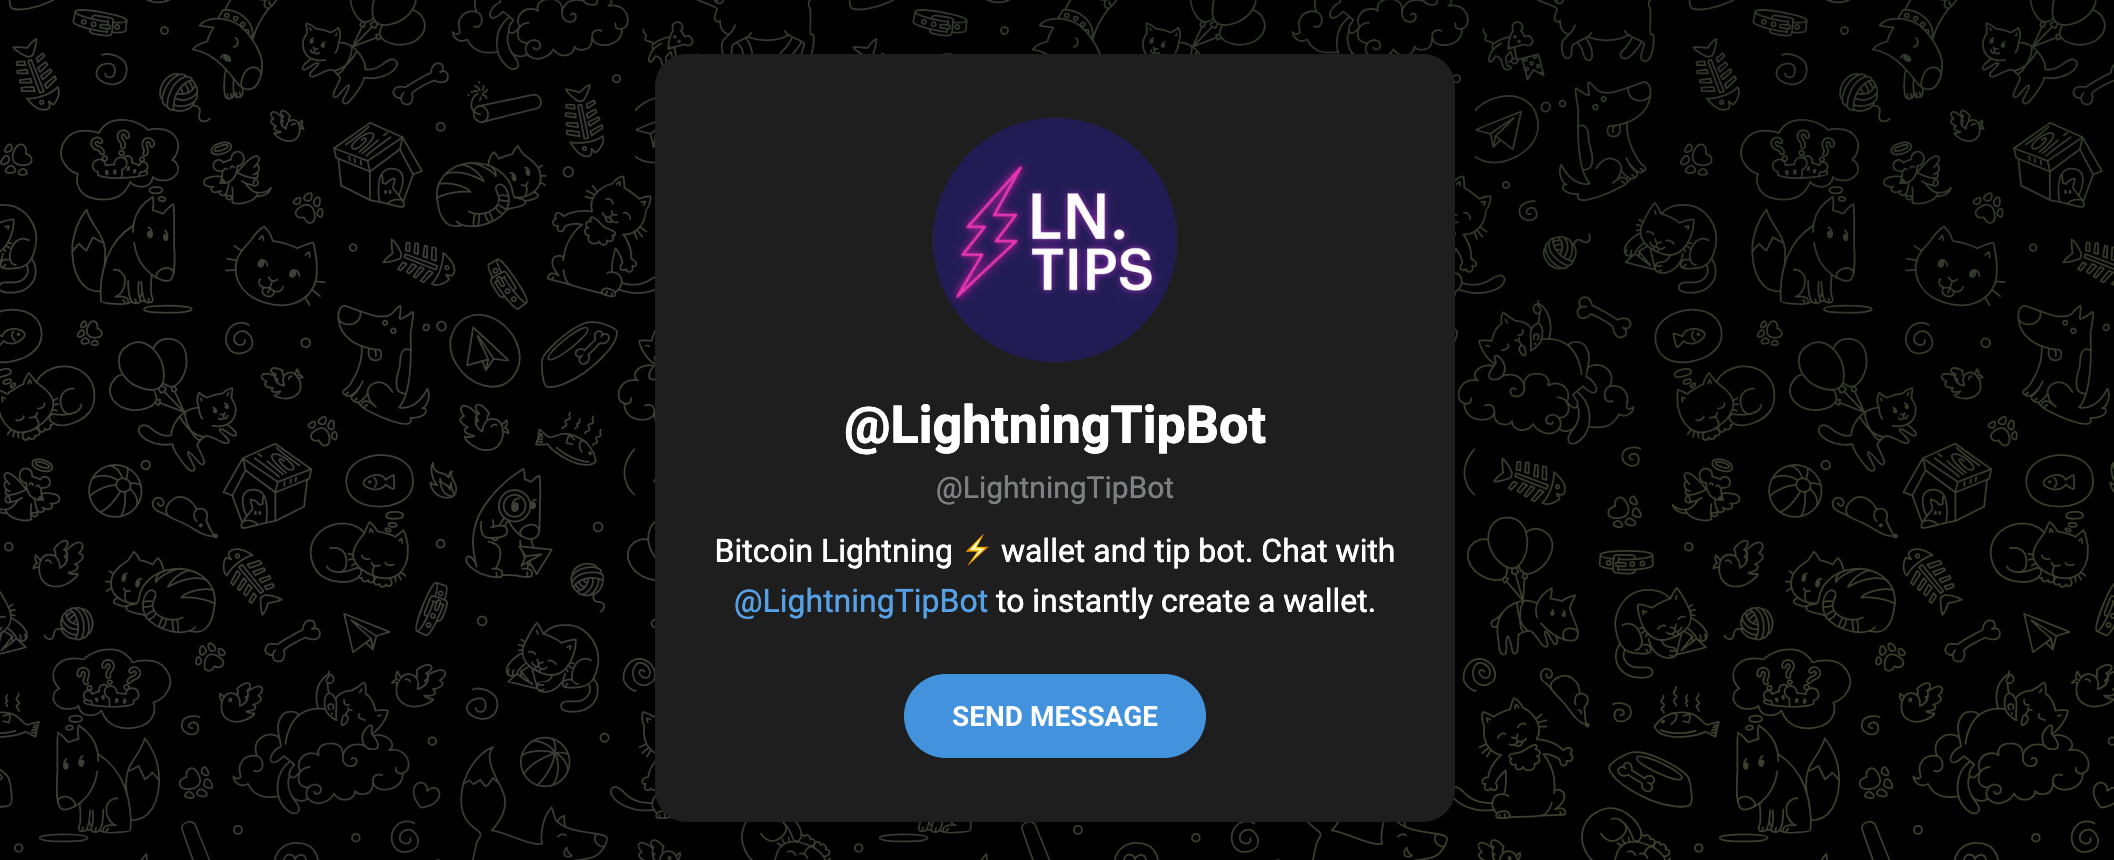 LN.
TIPS
@LightningTipBot
@LightningTipBot
Bitcoin Lightning ⚡ wallet and tip bot. Chat with
@LightningTipBot to instantly create a wallet.
SEND MESSAGE